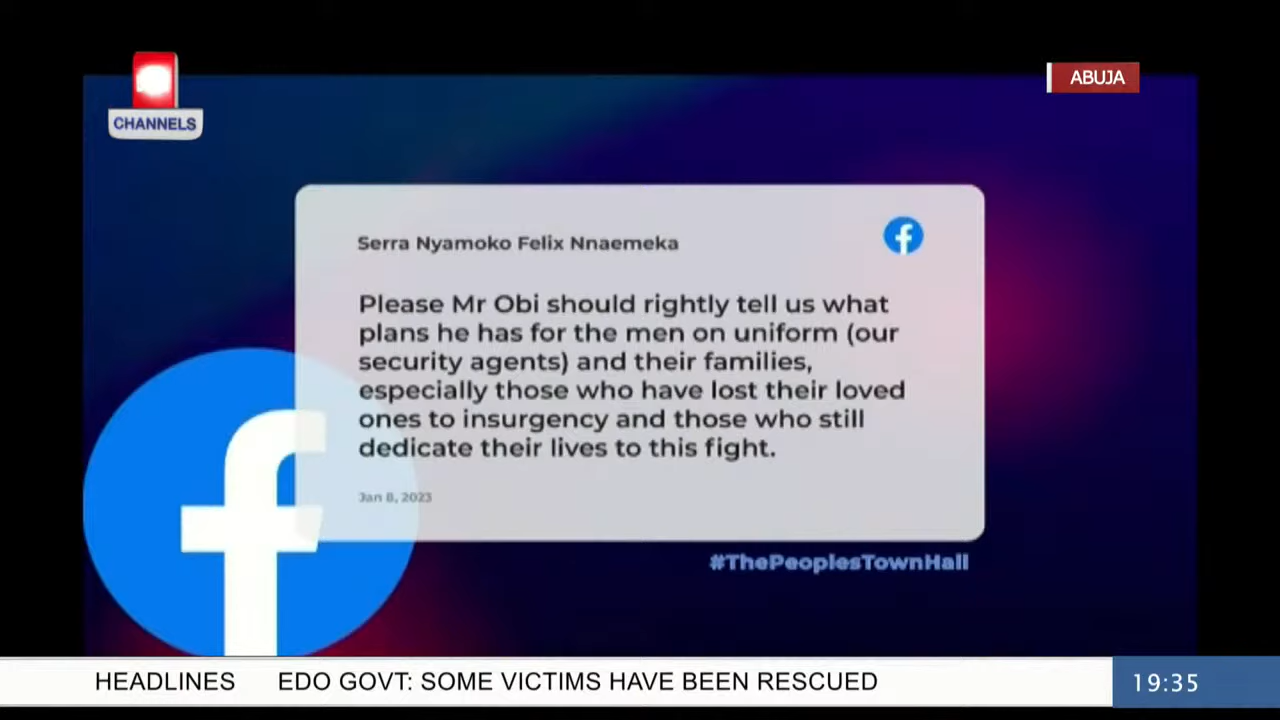 CHANNELS
ABUJA
Serra Nyamoko Felix Nnaemeka
Please Mr Obi should rightly tell us what
plans he has for the men on uniform (our
security agents) and their families,
especially those who have lost their loved
ones to insurgency and those who still
dedicate their lives to this fight.
Jan 8, 2023
#ThePeoplesTownHall
HEADLINES EDO GOVT: SOME VICTIMS HAVE BEEN RESCUED
19:35